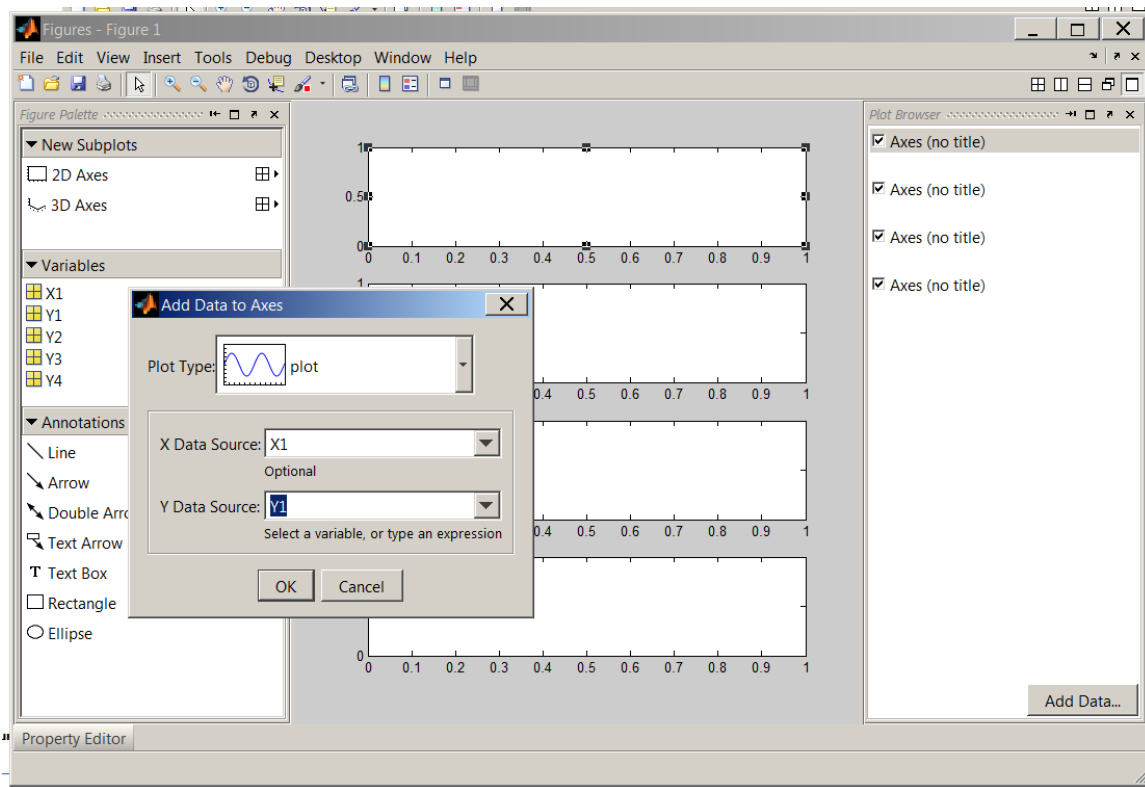 Figures - Figure 1
File Edit View Insert Tools Debug Desktop Window Help
Figure Palette
New Subplots
2D Axes
3D Axes
Variables
X1
Y1
Y2
Y3
Y4
Annotations
Line
Arrow
Double Arro
Text Arrow
T Text Box
Rectangle
Ellipse
1
0.5
0
0 0.1 0.2 0.3 0.4 0.5 0.6 0.7 0.8 0.9 1
1
0.4 0.5 0.6 0.7 0.8 0.9 1
0.4 0.5 0.6 0.7 0.8 0.9 1
0
0 0.1 0.2 0.3 0.4 0.5 0.6 0.7 0.8 0.9 1
Add Data to Axes
Plot Type: plot
X Data Source: X1
Optional
Y Data Source: Y1
Select a variable, or type an expression
OK Cancel
Plot Browser
Axes (no title)
Axes (no title)
Axes (no title)
Axes (no title)
Add Data...
Property Editor